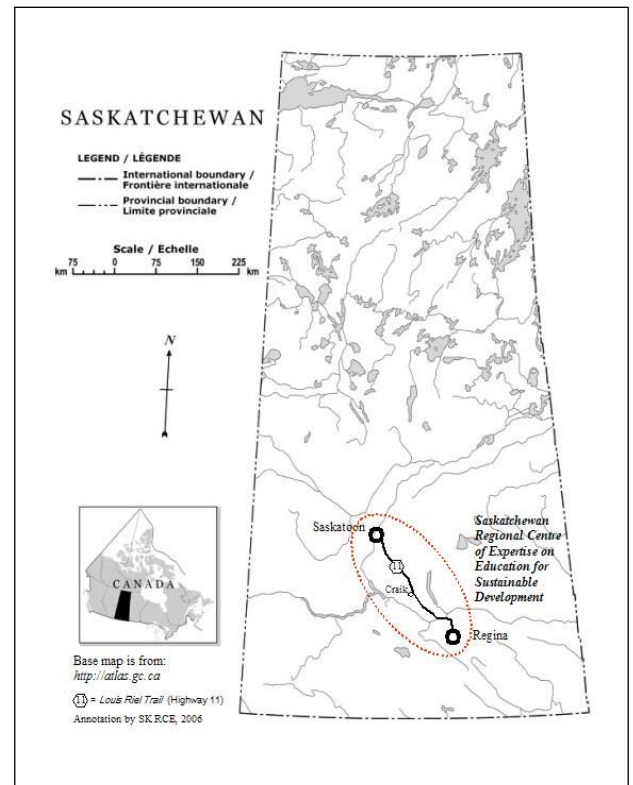 SASKATCHEWAN
LEGEND / LÈGENDE
International boundary /
Frontière internationale
Provincial boundary /
Limite provinciale
Scale / Echelle
75 0 75 150 225
km km
N
Saskatoon
Saskatchewan
Regional Centre
of Expertise on
Education for
Sustainable
Development
11
Craik
Regina
CANADA
Base map is from:
http://atlas.gc.ca
11 = Louis Riel Trail (Highway 11)
Annotation by SK RCE, 2006